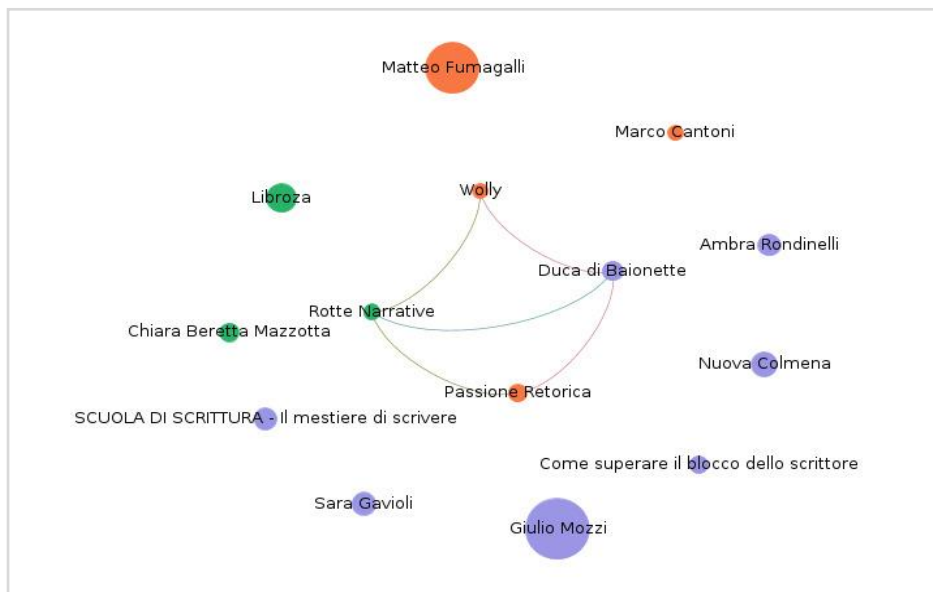 Matteo Fumagalli
Marco Cantoni
Wolly
Libroza
Ambra Rondinelli
Duca di Baionette
Rotte Narrative
Chiara Beretta Mazzotta
Nuova Colmena
Passione Retorica
SCUOLA DI SCRITTURA - Il mestiere di scrivere
Come superare il blocco dello scrittore
Sara Gavioli
Giulio Mozzi